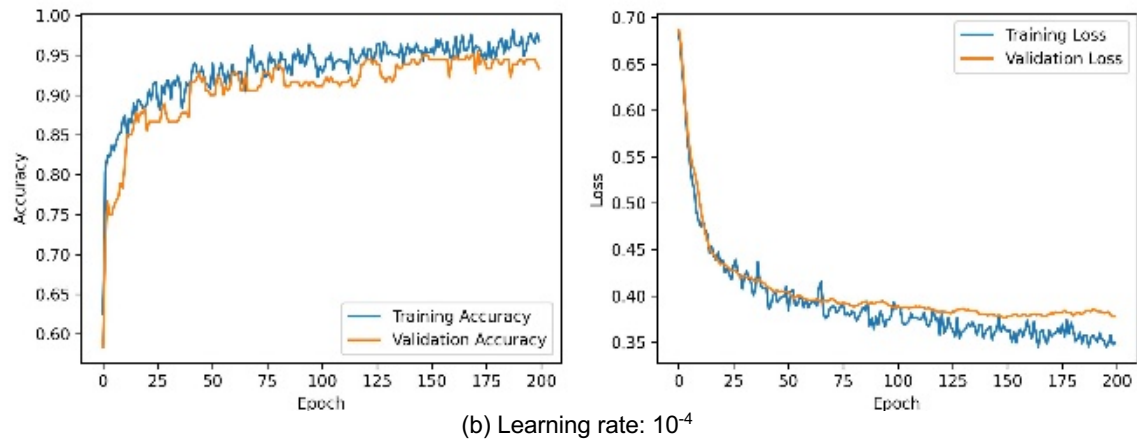 1.00
0.95
0.90
0.85
0.80
0.75
0.70
0.65
0.60
Accuracy
Training Accuracy
Validation Accuracy
0 25 50 75 100 125 150 175 200
Epoch
0.70
0.65
0.60
0.55
0.50
0.45
0.40
0.35
Loss
Training Loss
Validation Loss
0 25 50 75 100 125 150 175 200
Epoch
(b) Learning rate: 10⁻⁴